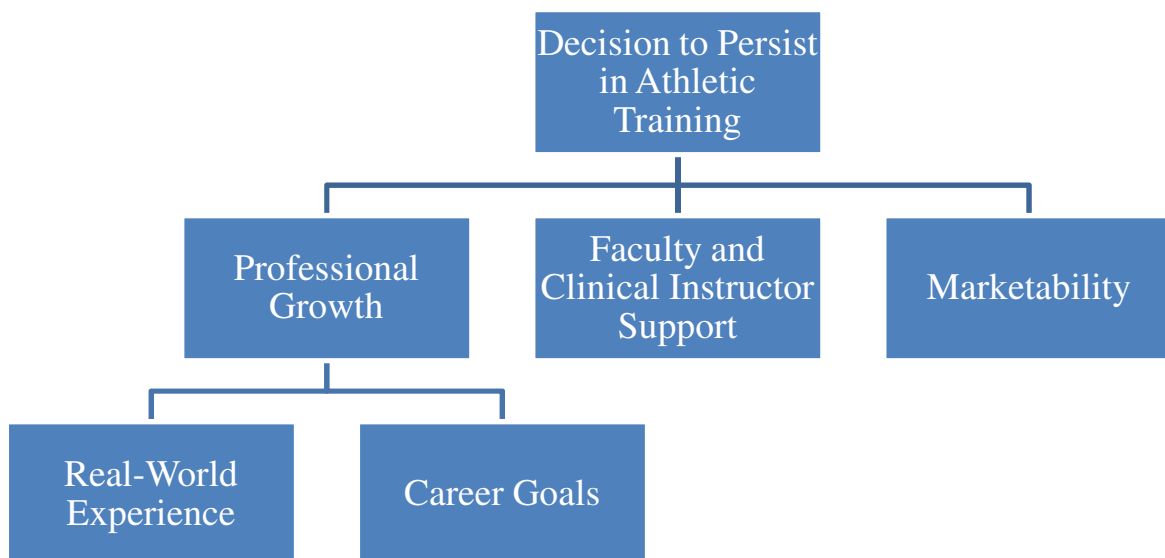 Decision to Persist
in Athletic
Training
Professional
Growth
Faculty and
Clinical Instructor
Support
Marketability
Real-World
Experience
Career Goals